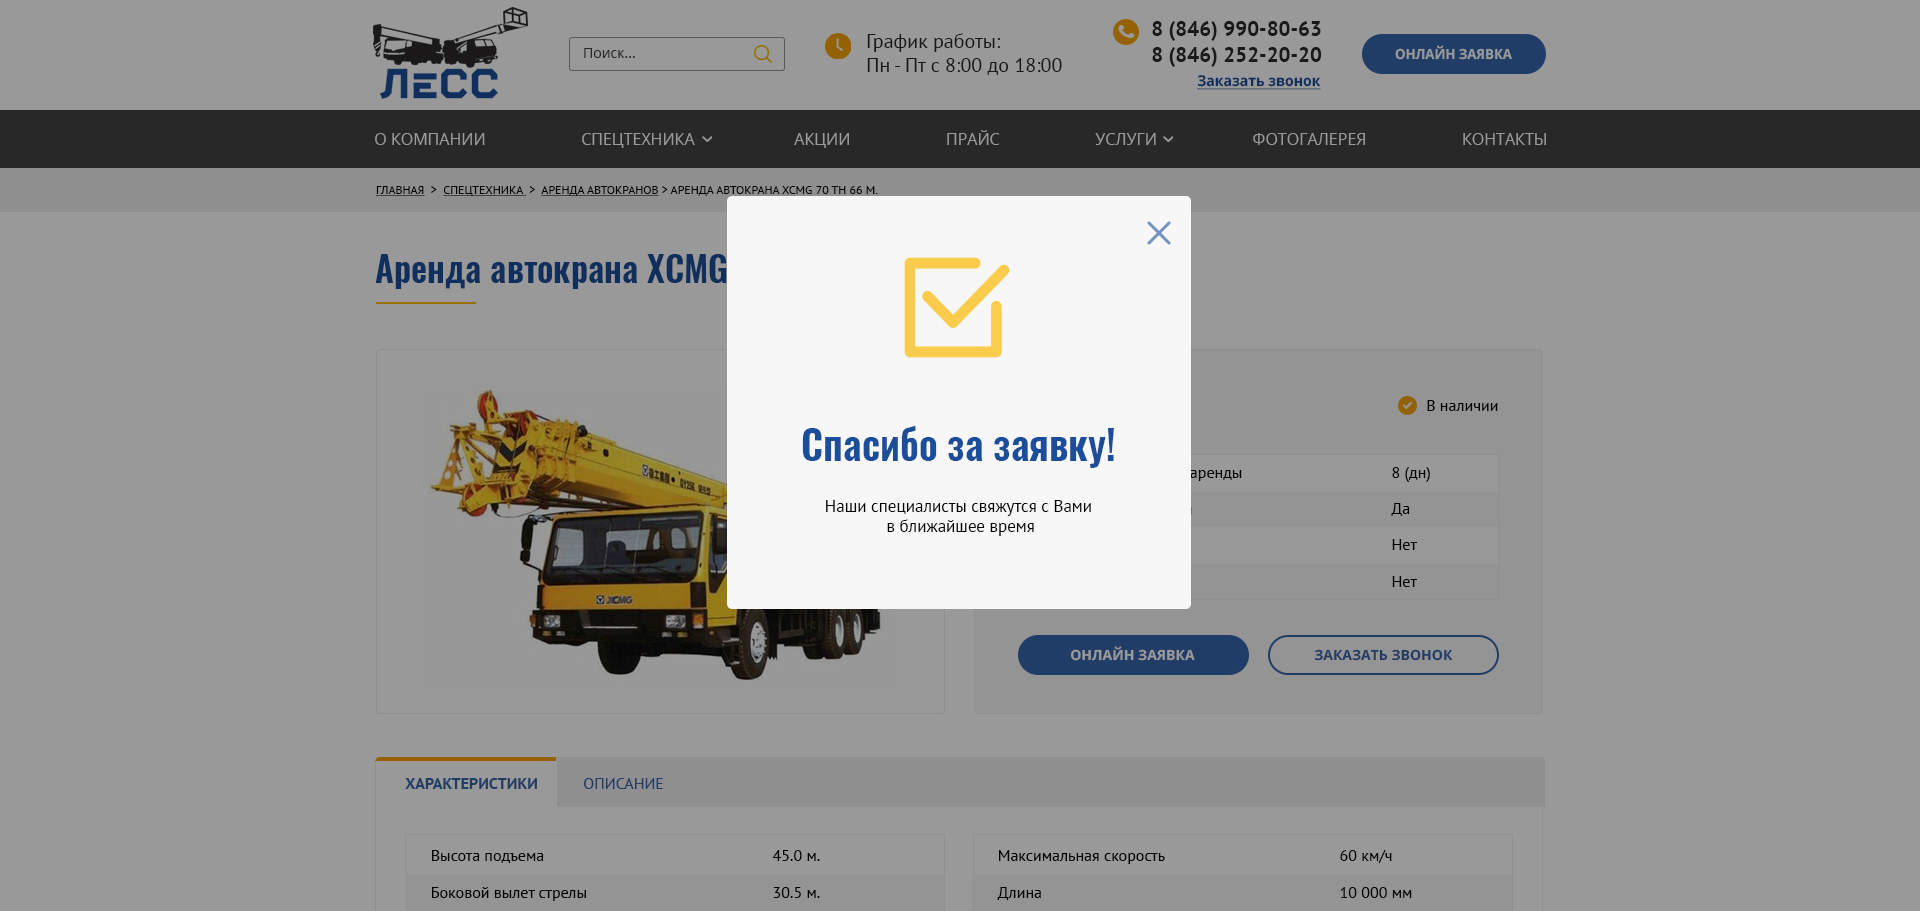 ЛЕСС
Поиск...
График работы:
Пн - Пт с 8:00 до 18:00
8 (846) 990-80-63
8 (846) 252-20-20
Заказать звонок
ОНЛАЙН ЗАЯВКА
О КОМПАНИИ СПЕЦТЕХНИКА АКЦИИ ПРАЙС УСЛУГИ ФОТОГАЛЕРЕЯ КОНТАКТЫ
ГЛАВНАЯ > СПЕЦТЕХНИКА > АРЕНДА АВТОКРАНОВ > АРЕНДА АВТОКРАНА XCMG 70 ТН 66 М.
Аренда автокрана XCMG
Спасибо за заявку!
Наши специалисты свяжутся с Вами
в ближайшее время
В наличии
аренды 8 (дн)
Да
Нет
Нет
XCMG
ОНЛАЙН ЗАЯВКА
ЗАКАЗАТЬ ЗВОНОК
ХАРАКТЕРИСТИКИ
ОПИСАНИЕ
Высота подъема 45.0 м.
Боковой вылет стрелы 30.5 м.
Максимальная скорость 60 км/ч
Длина 10 000 мм